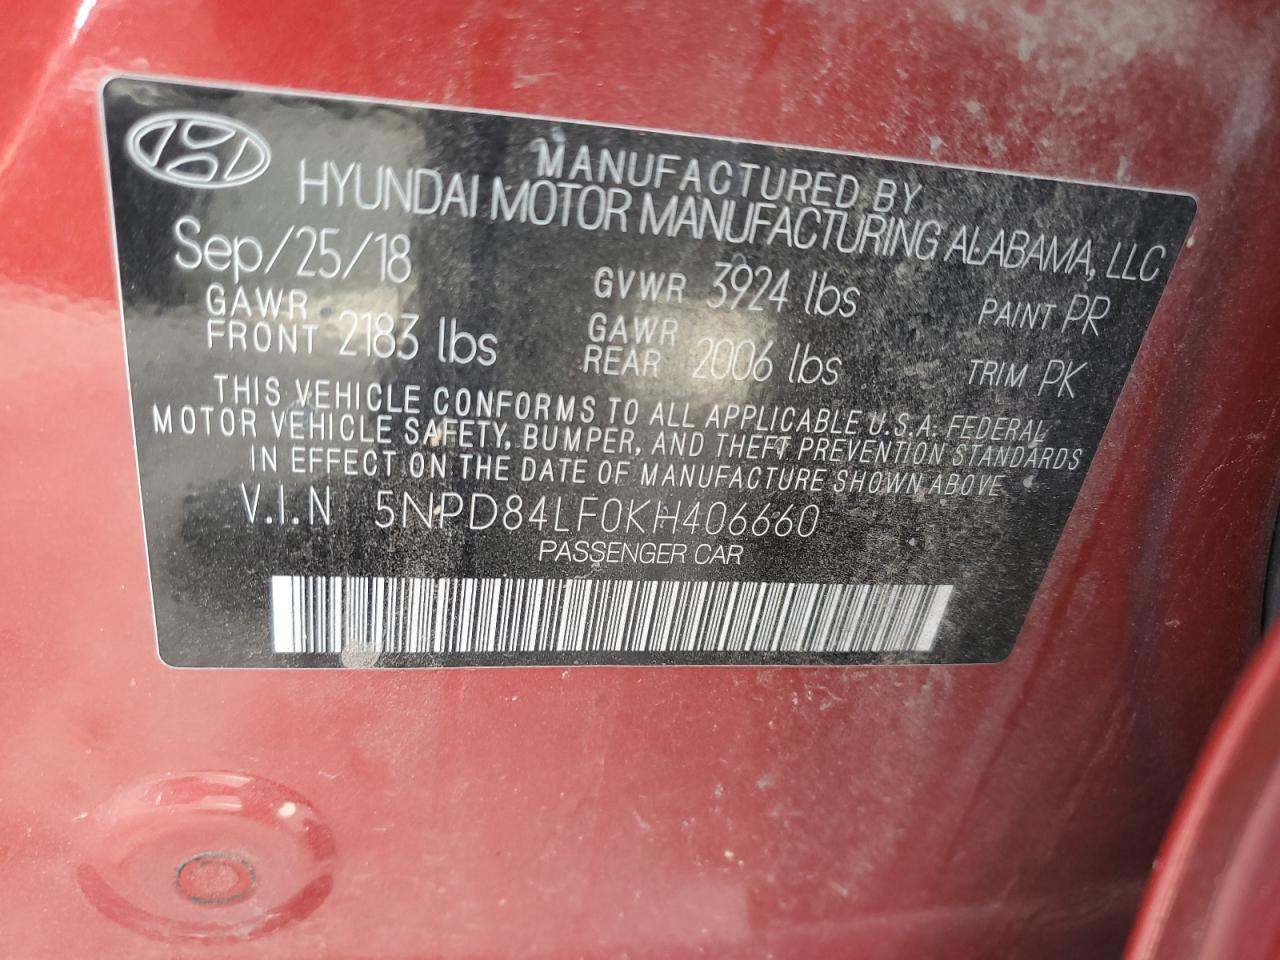 MANUFACTURED BY
HYUNDAI MOTOR MANUFACTURING ALABAMA, LLC
Sep/25/18
GVWR 3924 lbs
PAINT PR
GAWR FRONT 2183 lbs
GAWR REAR 2006 lbs
TRIM PK
THIS VEHICLE CONFORMS TO ALL APPLICABLE U.S.A. FEDERAL
MOTOR VEHICLE SAFETY, BUMPER, AND THEFT PREVENTION STANDARDS
IN EFFECT ON THE DATE OF MANUFACTURE SHOWN ABOVE
V.I.N 5NPD84LF0KH406660
PASSENGER CAR